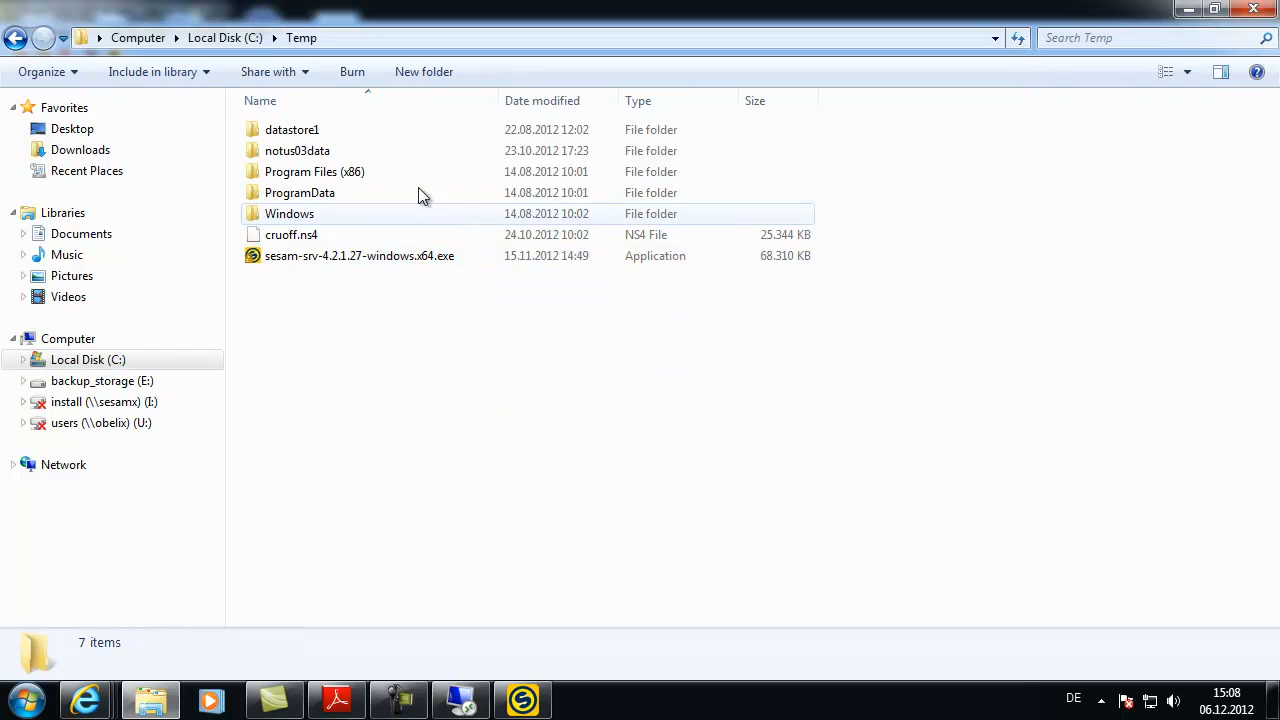 Computer Local Disk (C:) Temp
Search Temp
Organize Include in library Share with Burn New folder
Name Date modified Type Size
Favorites
Desktop
Downloads
Recent Places
Libraries
Documents
Music
Pictures
Videos
Computer
Local Disk (C:)
backup_storage (E:)
install (\\sesamx) (I:)
users (\\obelix) (U:)
Network
datastore1 22.08.2012 12:02 File folder
notus03data 23.10.2012 17:23 File folder
Program Files (x86) 14.08.2012 10:01 File folder
ProgramData 14.08.2012 10:01 File folder
Windows 14.08.2012 10:02 File folder
cruoff.ns4 24.10.2012 10:02 NS4 File 25.344 KB
sesam-srv-4.2.1.27-windows.x64.exe 15.11.2012 14:49 Application 68.310 KB
7 items
DE
15:08
06.12.2012